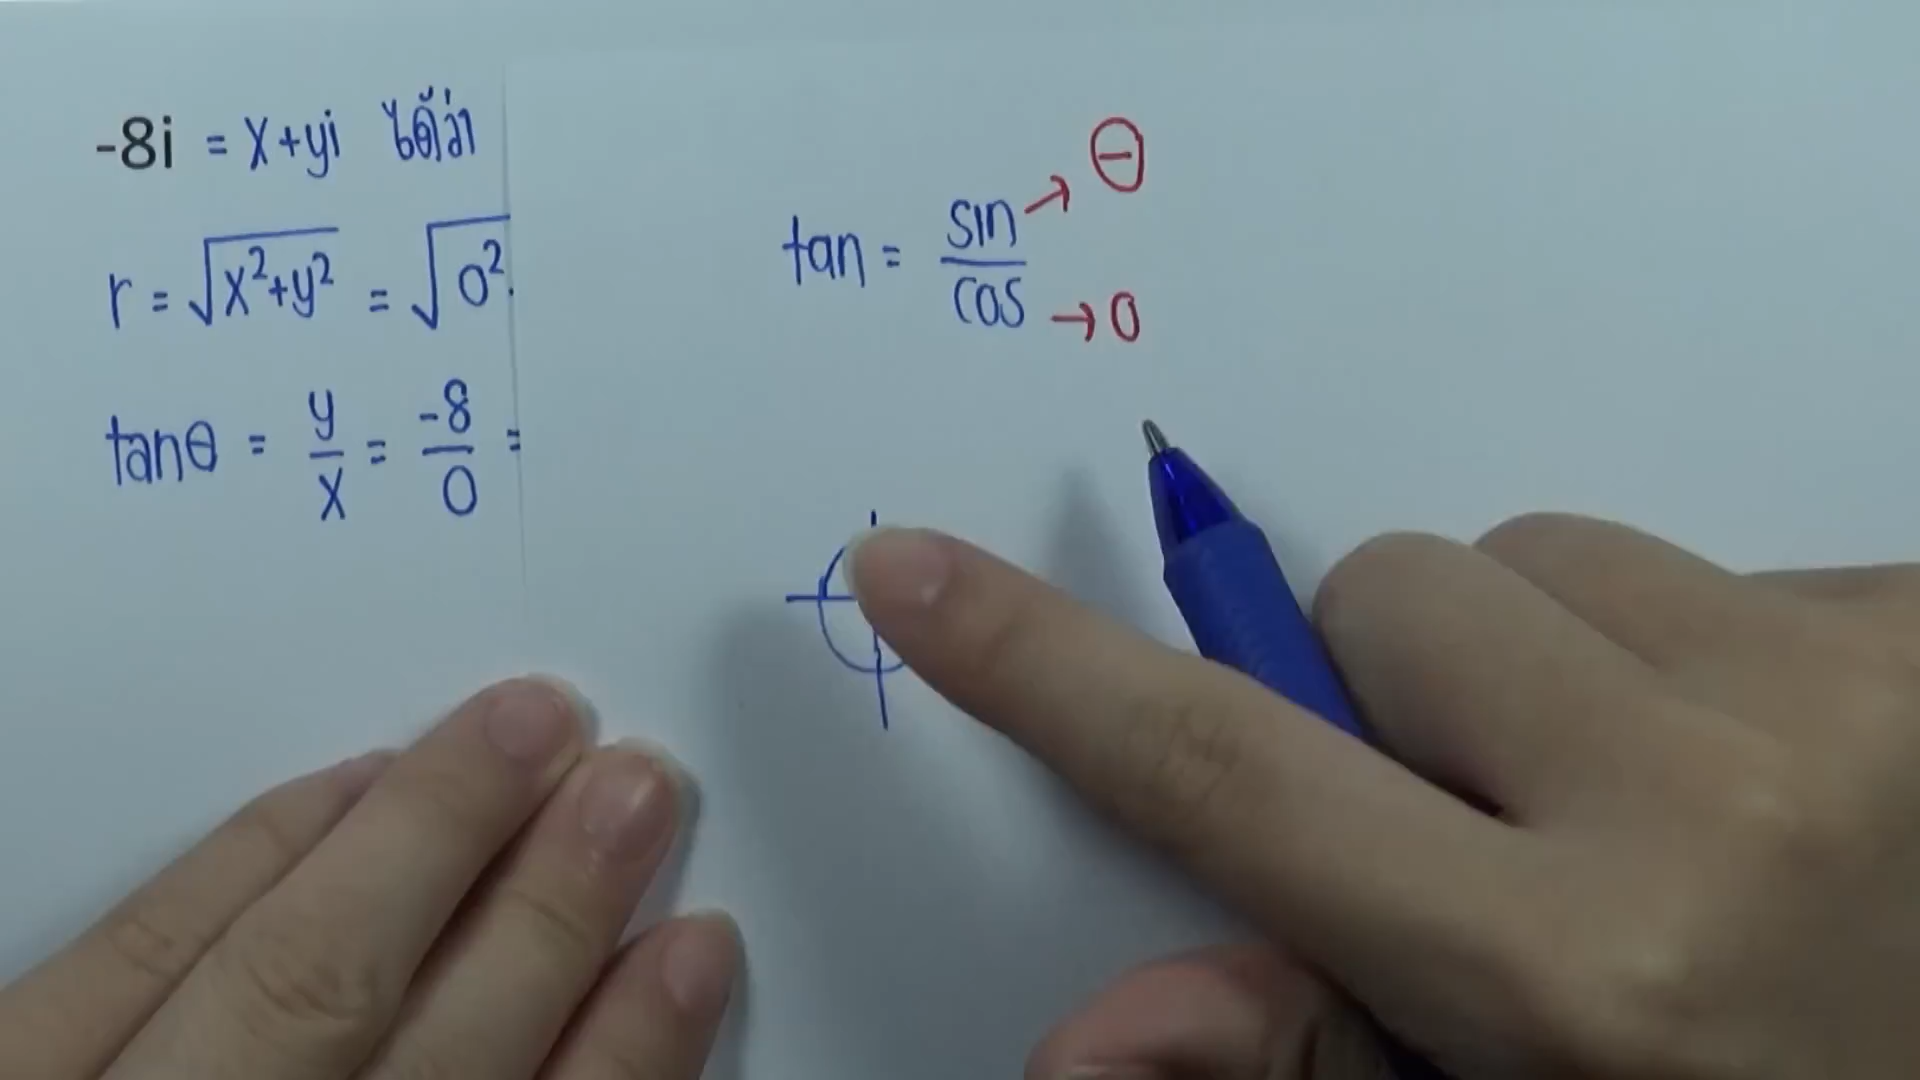 -8i = x+yi ได้ว่า
r = √x²+y² = √0²
tanθ = y/x = -8/0 =
tan = sin/cos
→ ⊖
→ 0